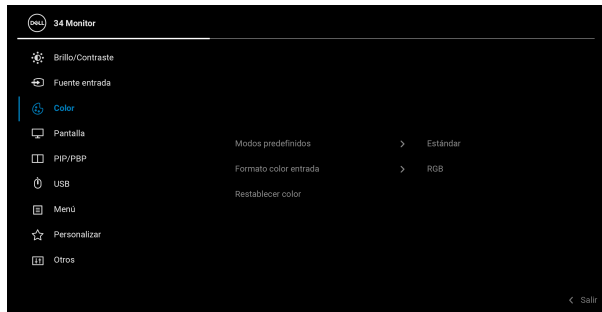 DELL 34 Monitor
Brillo/Contraste
Fuente entrada
Color
Pantalla
Modos predefinidos > Estándar
PIP/PBP
Formato color entrada > RGB
USB
Restablecer color
Menú
Personalizar
Otros
< Salir